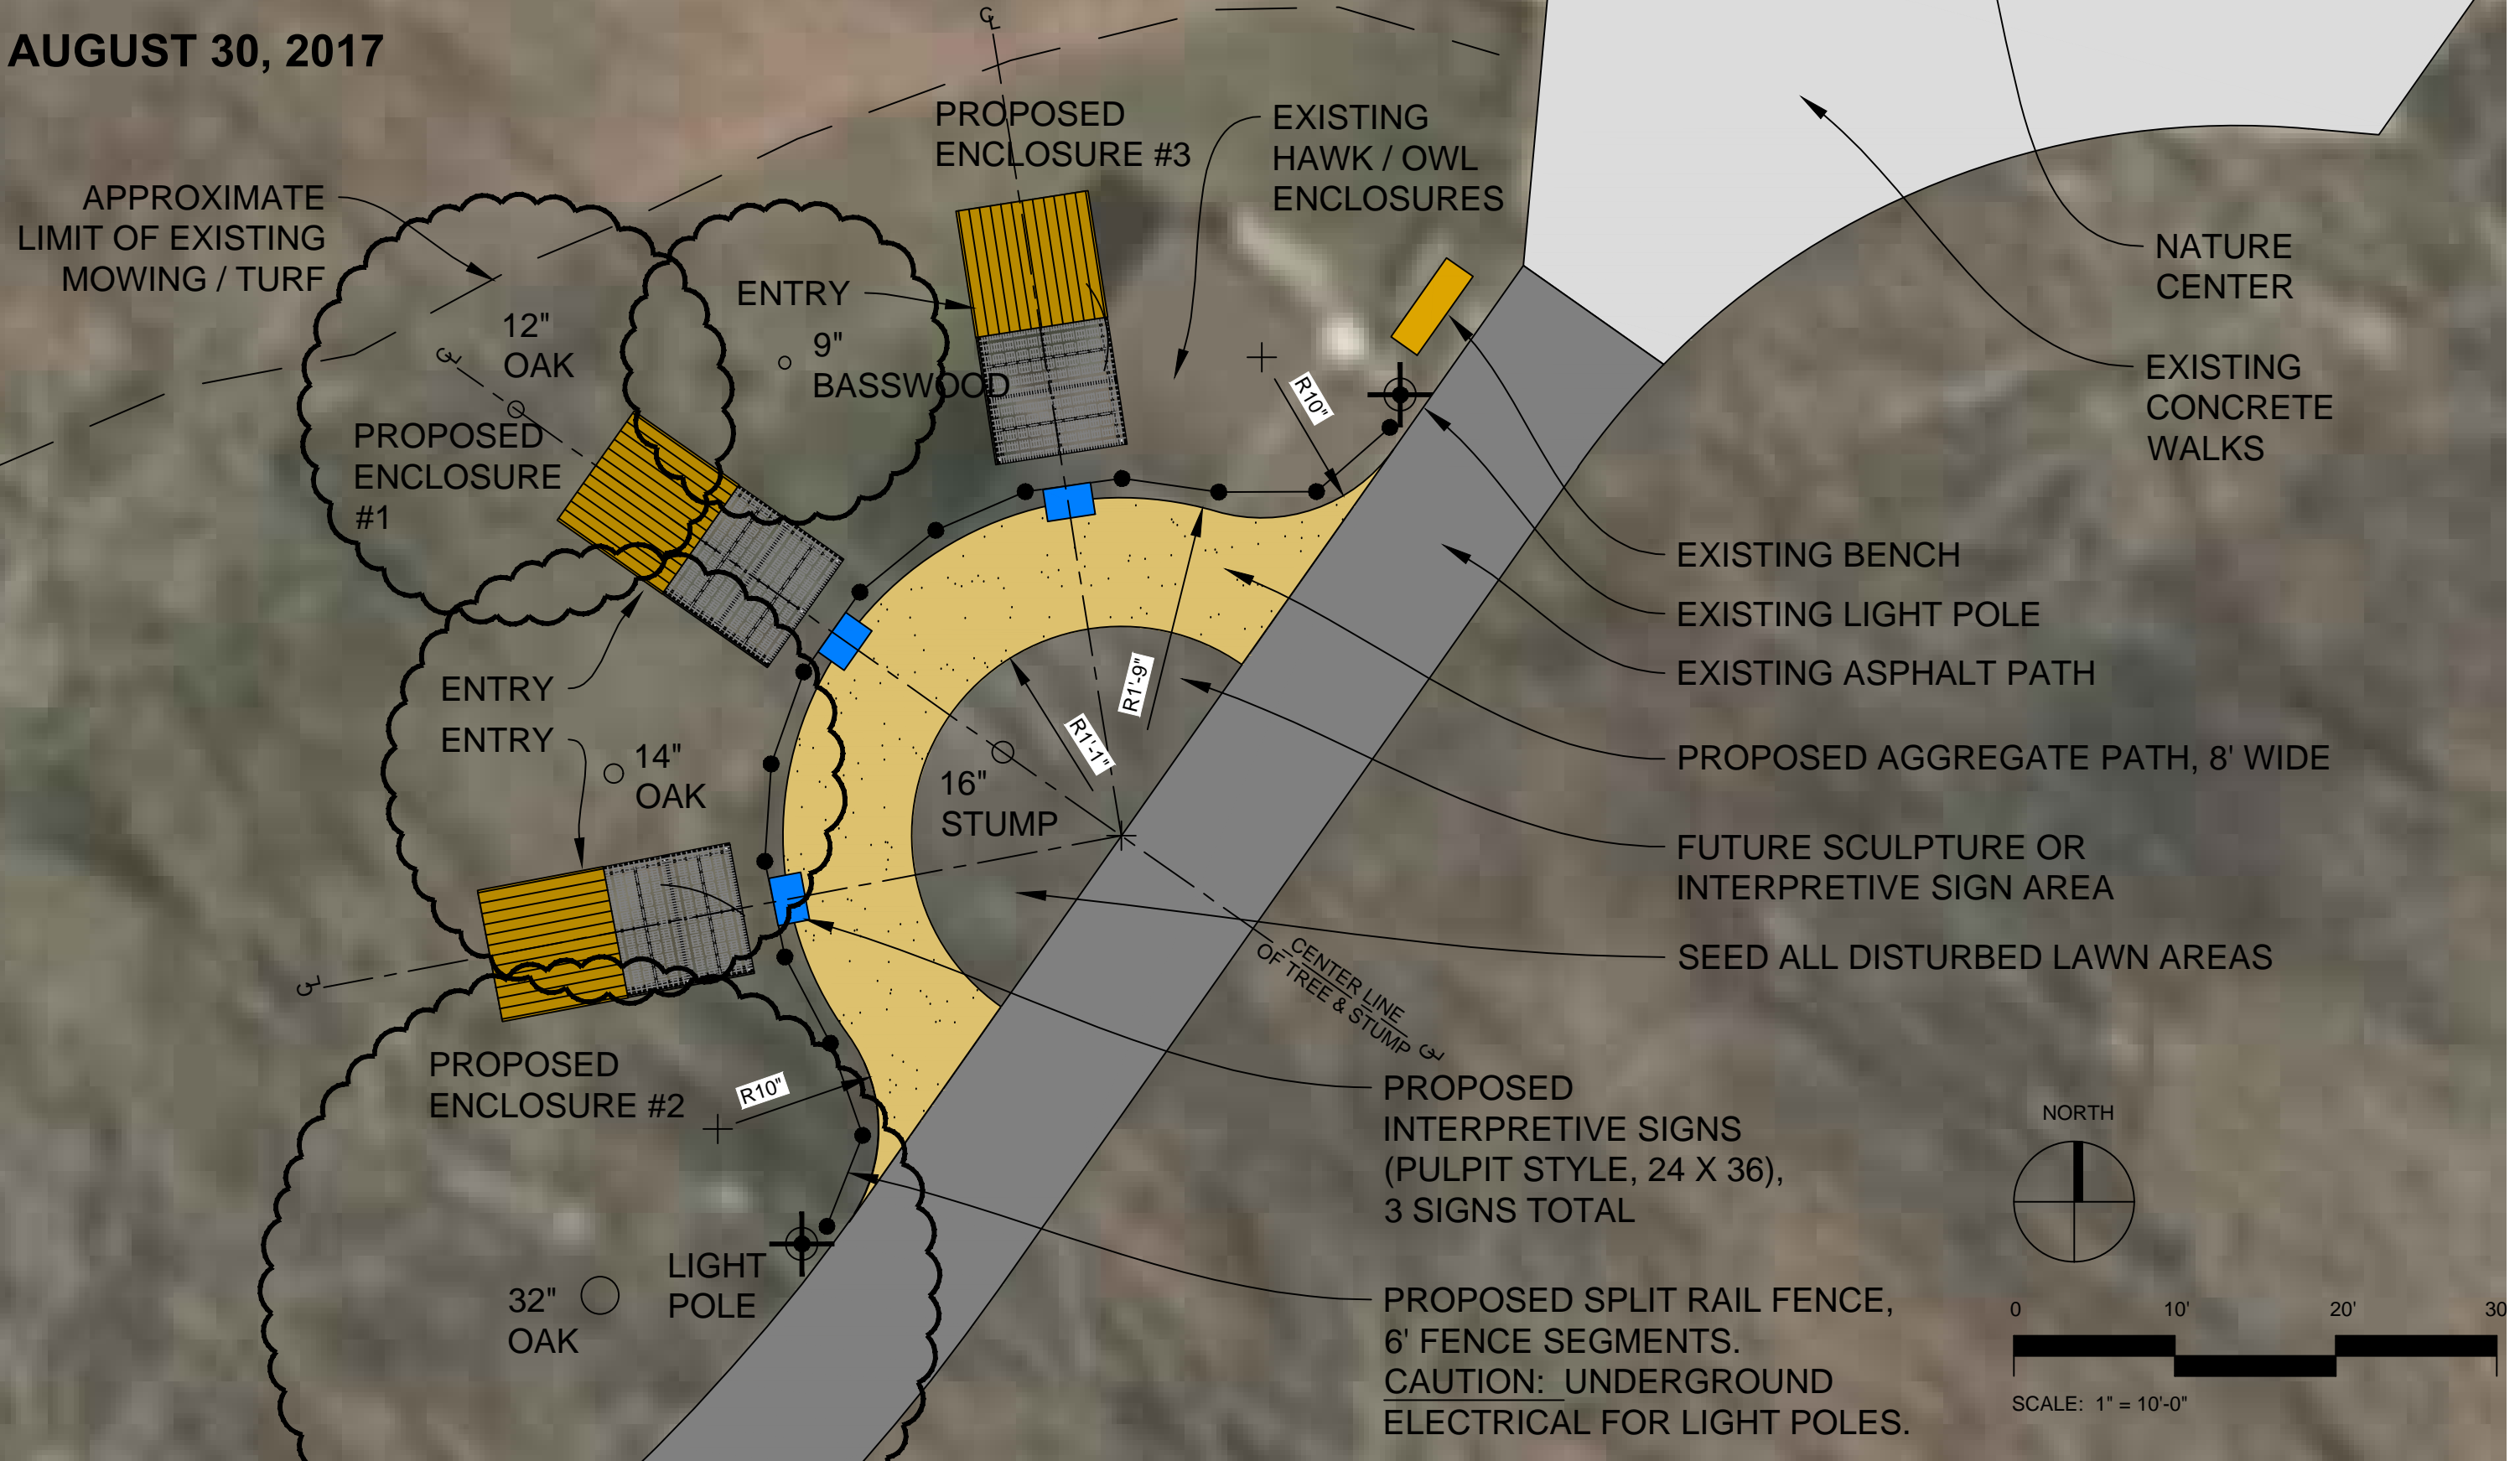 AUGUST 30, 2017
℄
PROPOSED
ENCLOSURE #3
EXISTING
HAWK / OWL
ENCLOSURES
APPROXIMATE
LIMIT OF EXISTING
MOWING / TURF
NATURE
CENTER
ENTRY
12"
OAK
9"
BASSWOOD
℄
R10"
EXISTING
CONCRETE
WALKS
PROPOSED
ENCLOSURE
#1
EXISTING BENCH
EXISTING LIGHT POLE
EXISTING ASPHALT PATH
ENTRY
ENTRY
14"
OAK
16"
STUMP
R1'-1"
R1'-9"
PROPOSED AGGREGATE PATH, 8' WIDE
FUTURE SCULPTURE OR
INTERPRETIVE SIGN AREA
SEED ALL DISTURBED LAWN AREAS
CENTER LINE
OF TREE & STUMP
℄
℄
PROPOSED
ENCLOSURE #2
R10"
PROPOSED
INTERPRETIVE SIGNS
(PULPIT STYLE, 24 X 36),
3 SIGNS TOTAL
NORTH
LIGHT
POLE
32"
OAK
PROPOSED SPLIT RAIL FENCE,
6' FENCE SEGMENTS.
CAUTION: UNDERGROUND
ELECTRICAL FOR LIGHT POLES.
0 10' 20' 30
SCALE: 1" = 10'-0"